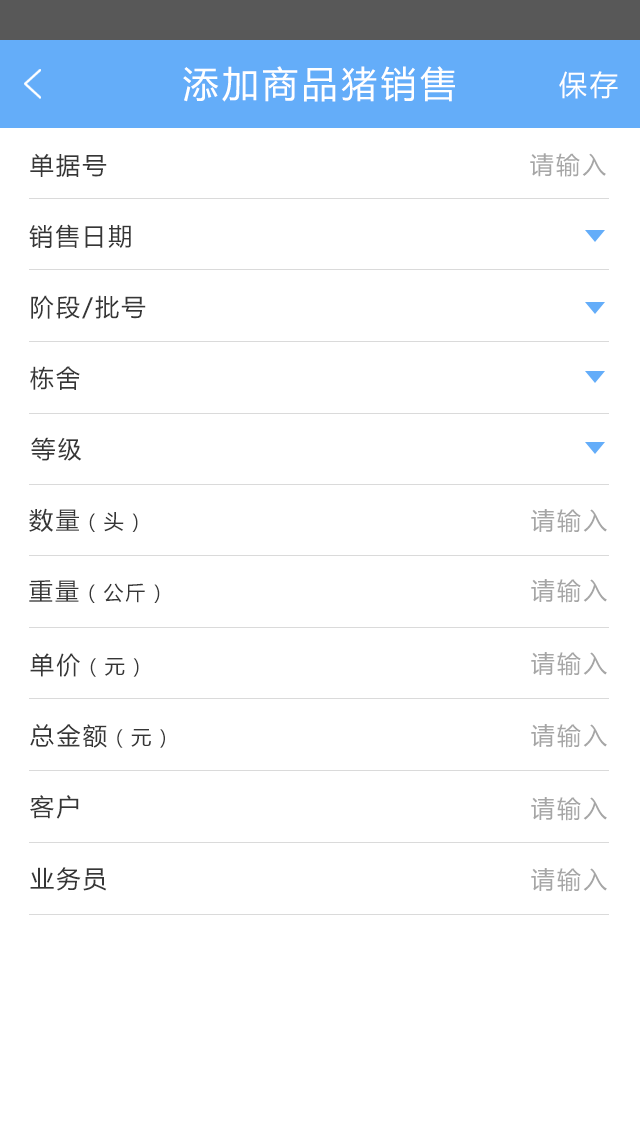 添加商品猪销售 保存
单据号 请输入
销售日期
阶段/批号
栋舍
等级
数量(头) 请输入
重量(公斤) 请输入
单价(元) 请输入
总金额(元) 请输入
客户 请输入
业务员 请输入